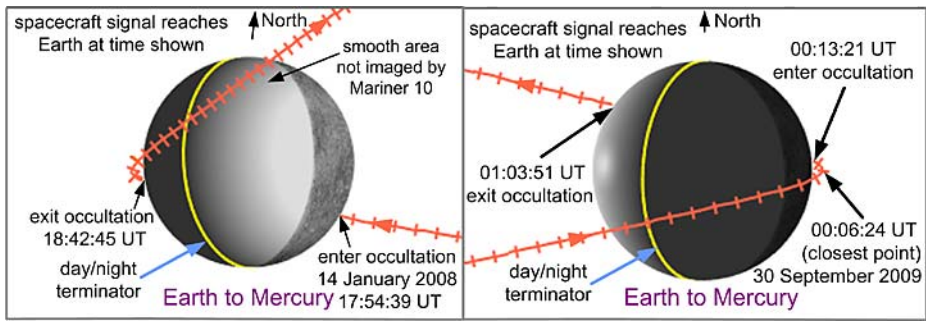 spacecraft signal reaches
Earth at time shown
North
smooth area
not imaged by
Mariner 10
exit occultation
18:42:45 UT
day/night
terminator
enter occultation
14 January 2008
17:54:39 UT
Earth to Mercury
spacecraft signal reaches
Earth at time shown
North
00:13:21 UT
enter occultation
01:03:51 UT
exit occultation
00:06:24 UT
(closest point)
30 September 2009
day/night
terminator
Earth to Mercury